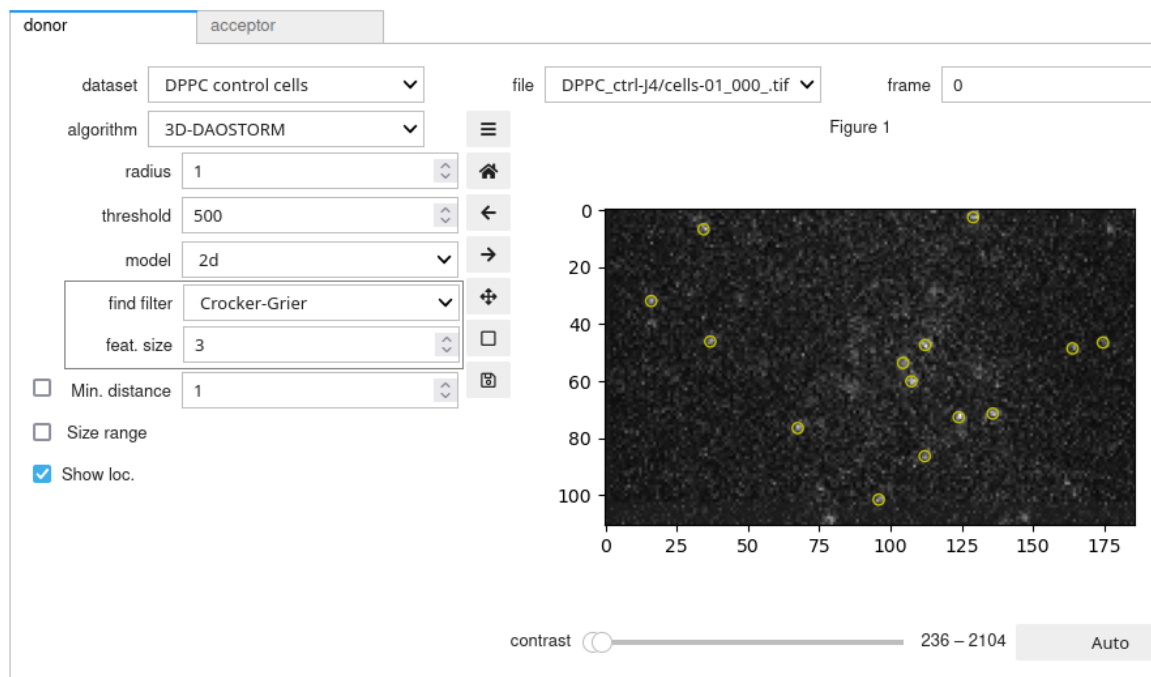 donor acceptor
dataset DPPC control cells file DPPC_ctrl-J4/cells-01_000_.tif frame 0
algorithm 3D-DAOSTORM Figure 1
radius 1
threshold 500
model 2d
find filter Crocker-Grier
feat. size 3
Min. distance 1
Size range
Show loc.
0
20
40
60
80
100
0 25 50 75 100 125 150 175
contrast 236 – 2104 Auto